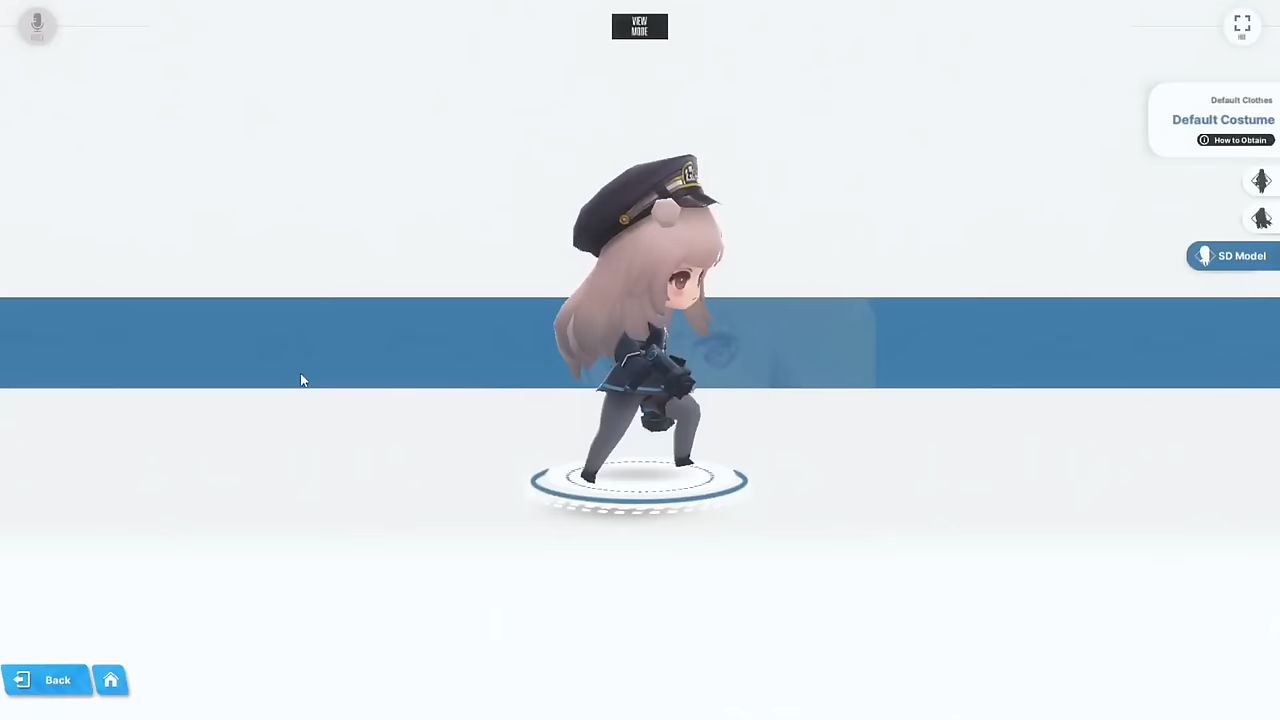 VIEW
MODE
Default Clothes
Default Costume
How to Obtain
SD Model
Back